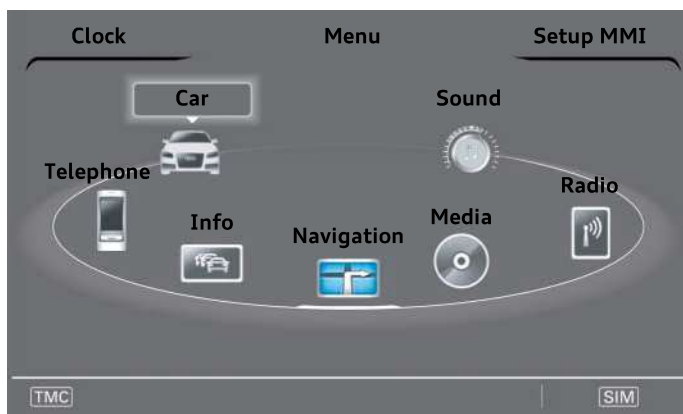 Clock Menu Setup MMI
Car Sound
Telephone Radio
Info Navigation Media
TMC SIM